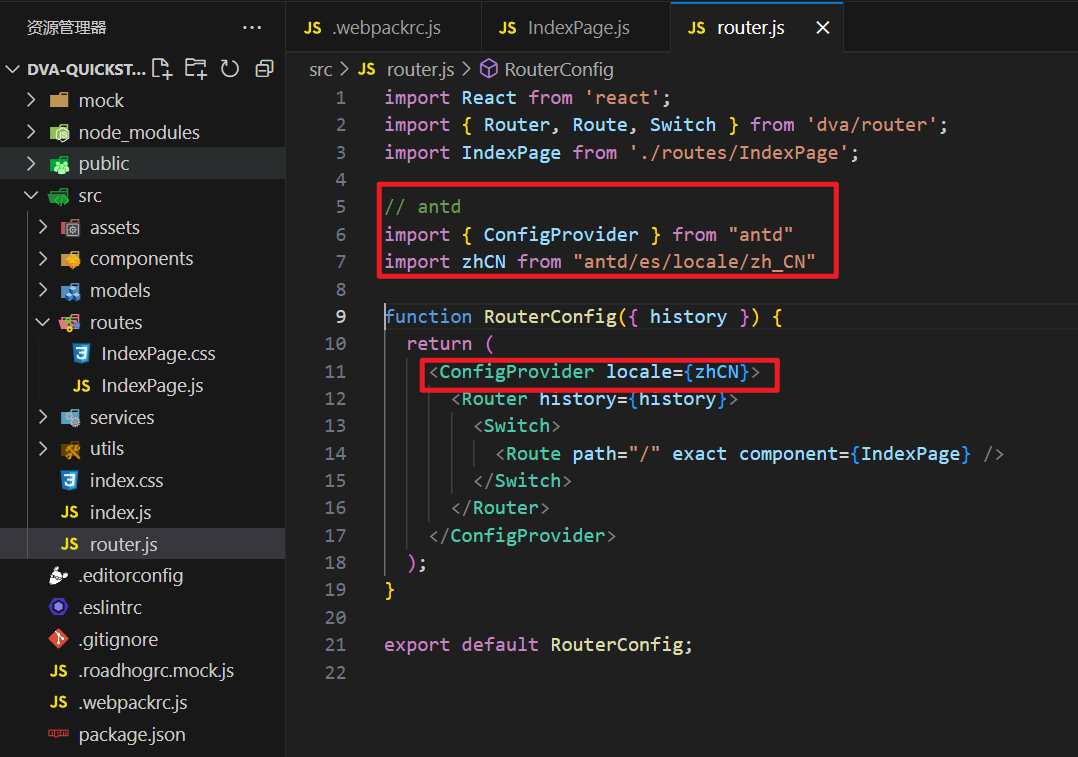 资源管理器
···
DVA-QUICKST...
mock
node_modules
public
src
assets
components
models
routes
IndexPage.css
JS IndexPage.js
services
utils
index.css
JS index.js
JS router.js
.editorconfig
.eslintrc
.gitignore
JS .roadhogrc.mock.js
JS .webpackrc.js
package.json
JS .webpackrc.js
JS IndexPage.js
JS router.js
src > JS router.js > RouterConfig
1 import React from 'react';
2 import { Router, Route, Switch } from 'dva/router';
3 import IndexPage from './routes/IndexPage';
4
5 // antd
6 import { ConfigProvider } from "antd"
7 import zhCN from "antd/es/locale/zh_CN"
8
9 function RouterConfig({ history }) {
10 return (
11 <ConfigProvider locale={zhCN}>
12 <Router history={history}>
13 <Switch>
14 <Route path="/" exact component={IndexPage} />
15 </Switch>
16 </Router>
17 </ConfigProvider>
18 );
19 }
20
21 export default RouterConfig;
22